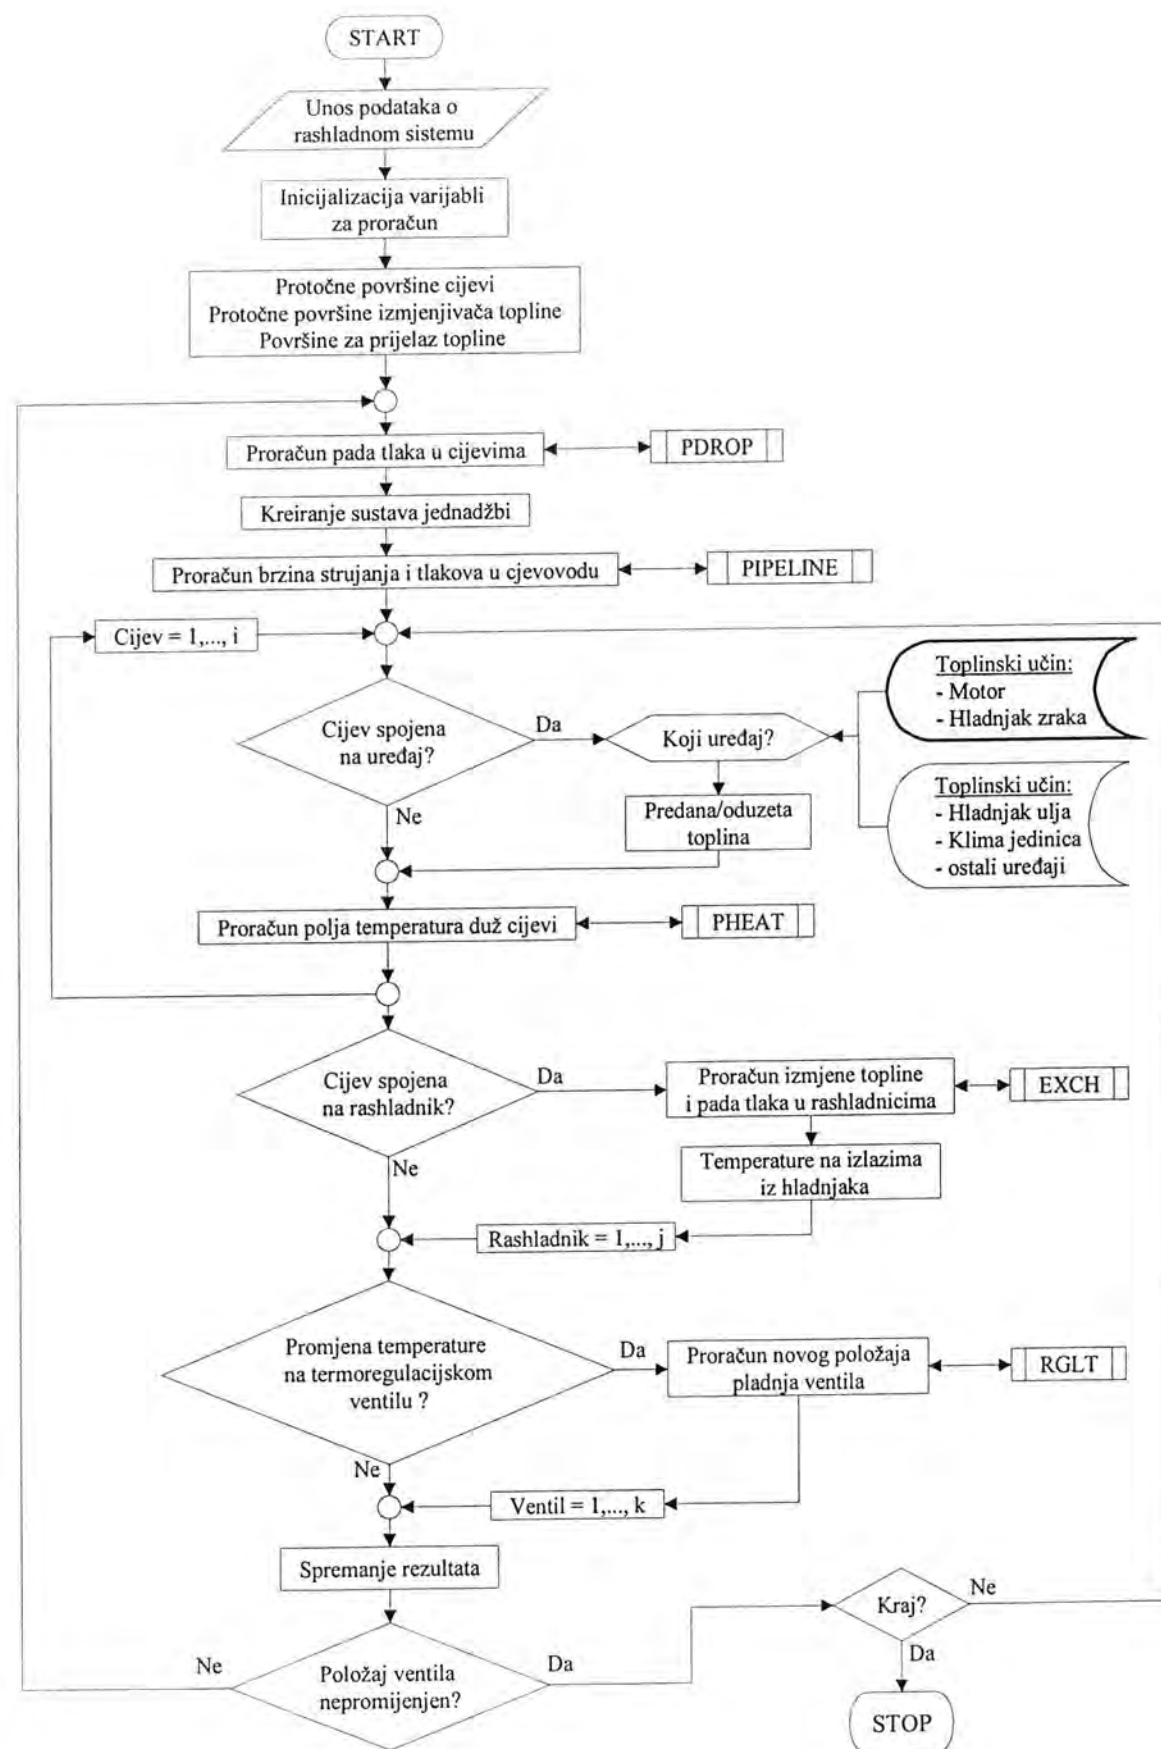 START
Unos podataka o
rashladnom sistemu
Inicijalizacija varijabli
za proračun
Protočne površine cijevi
Protočne površine izmjenjivača topline
Površine za prijelaz topline
Proračun pada tlaka u cijevima
PDROP
Kreiranje sustava jednadžbi
Proračun brzina strujanja i tlakova u cjevovodu
PIPELINE
Cijev = 1,..., i
Cijev spojena
na uređaj?
Da
Ne
Koji uređaj?
Toplinski učin:
- Motor
- Hladnjak zraka
Predana/oduzeta
toplina
Toplinski učin:
- Hladnjak ulja
- Klima jedinica
- ostali uređaji
Proračun polja temperatura duž cijevi
PHEAT
Cijev spojena
na rashladnik?
Da
Ne
Proračun izmjene topline
i pada tlaka u rashladnicima
EXCH
Temperature na izlazima
iz hladnjaka
Rashladnik = 1,..., j
Promjena temperature
na termoregulacijskom
ventilu ?
Da
Ne
Proračun novog položaja
pladnja ventila
RGLT
Ventil = 1,..., k
Spremanje rezultata
Položaj ventila
nepromijenjen?
Ne
Da
Kraj?
Ne
Da
STOP